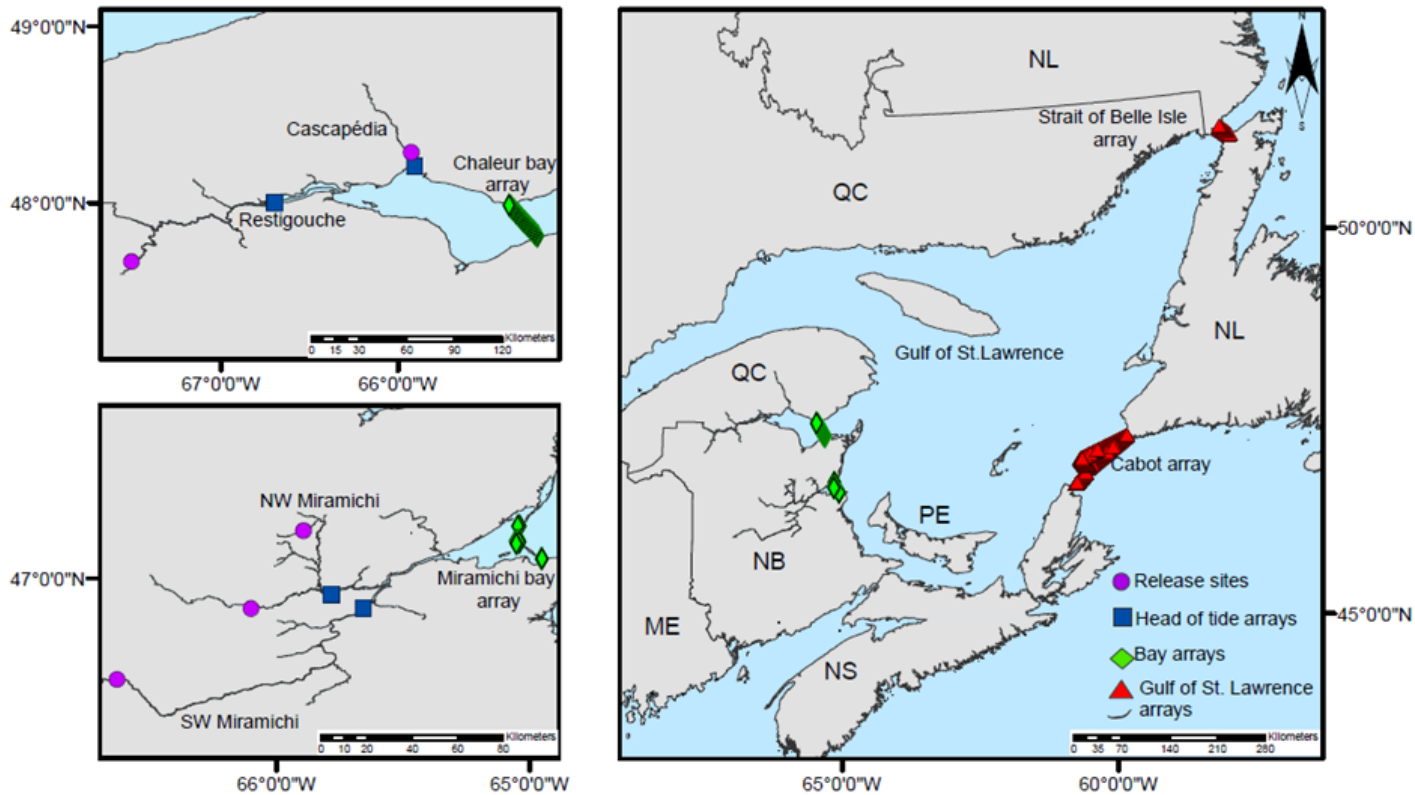 49°0'0"N
Cascapédia
Chaleur bay
array
48°0'0"N
Restigouche
Kilometers
0 15 30 60 90 120
67°0'0"W
66°0'0"W
NW Miramichi
47°0'0"N
Miramichi bay
array
SW Miramichi
Kilometers
0 10 20 40 60 80
66°0'0"W
65°0'0"W
N
S
NL
Strait of Belle Isle
array
QC
50°0'0"N
NL
Gulf of St.Lawrence
QC
Cabot array
PE
NB
Release sites
Head of tide arrays
45°0'0"N
ME
Bay arrays
NS
Gulf of St. Lawrence
arrays
Kilometers
0 35 70 140 210 280
65°0'0"W
60°0'0"W